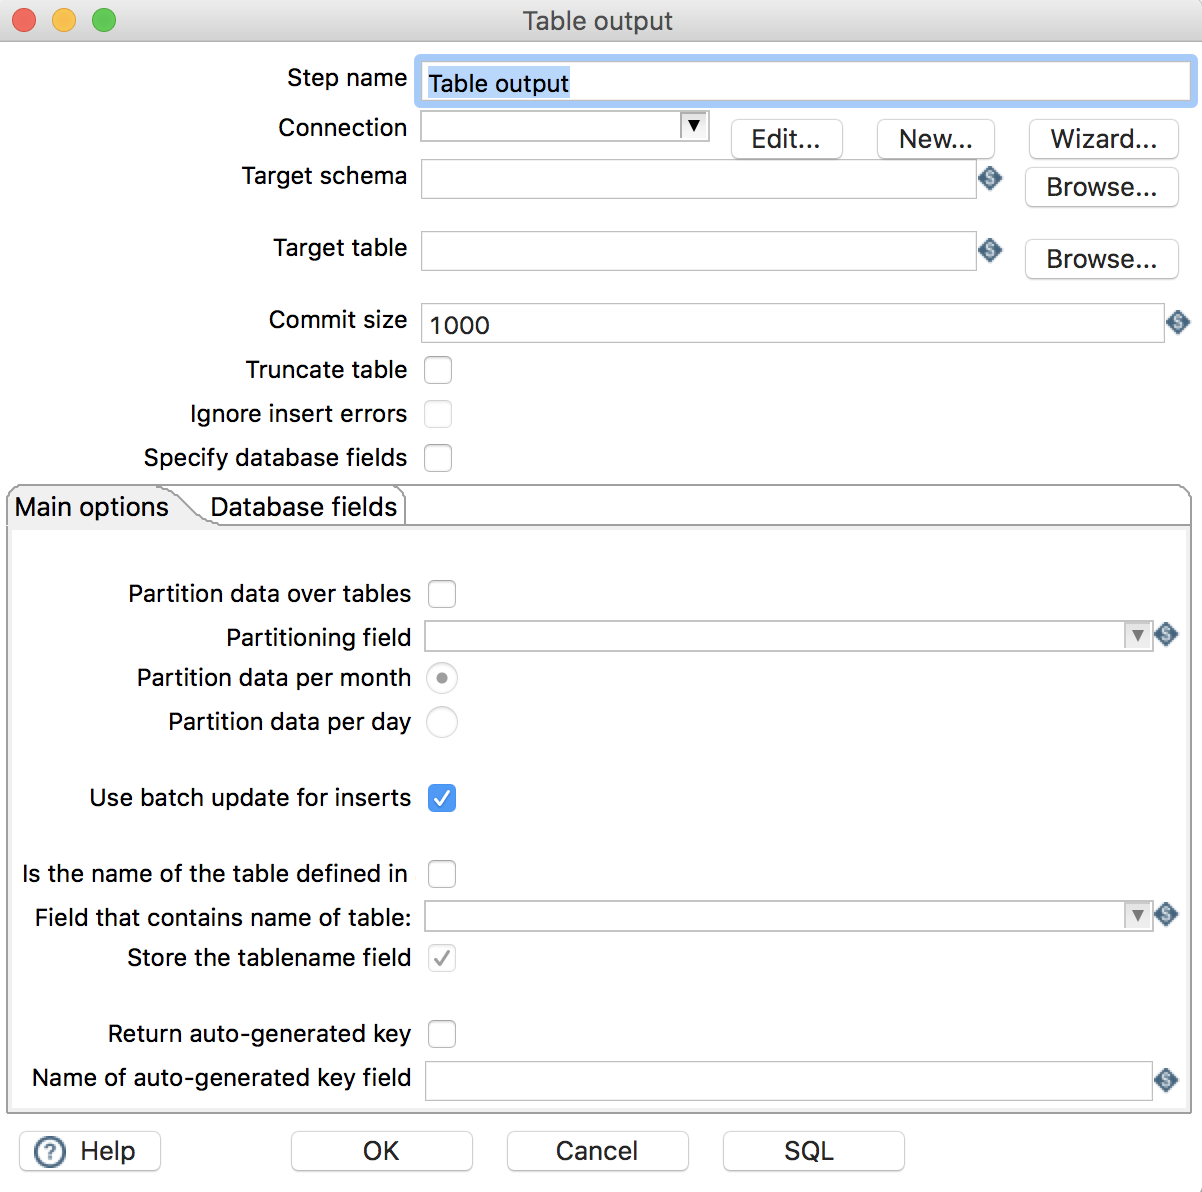 Table output
Step name Table output
Connection Edit... New... Wizard...
Target schema Browse...
Target table Browse...
Commit size 1000
Truncate table
Ignore insert errors
Specify database fields
Main options Database fields
Partition data over tables
Partitioning field
Partition data per month
Partition data per day
Use batch update for inserts
Is the name of the table defined in
Field that contains name of table:
Store the tablename field
Return auto-generated key
Name of auto-generated key field
Help OK Cancel SQL